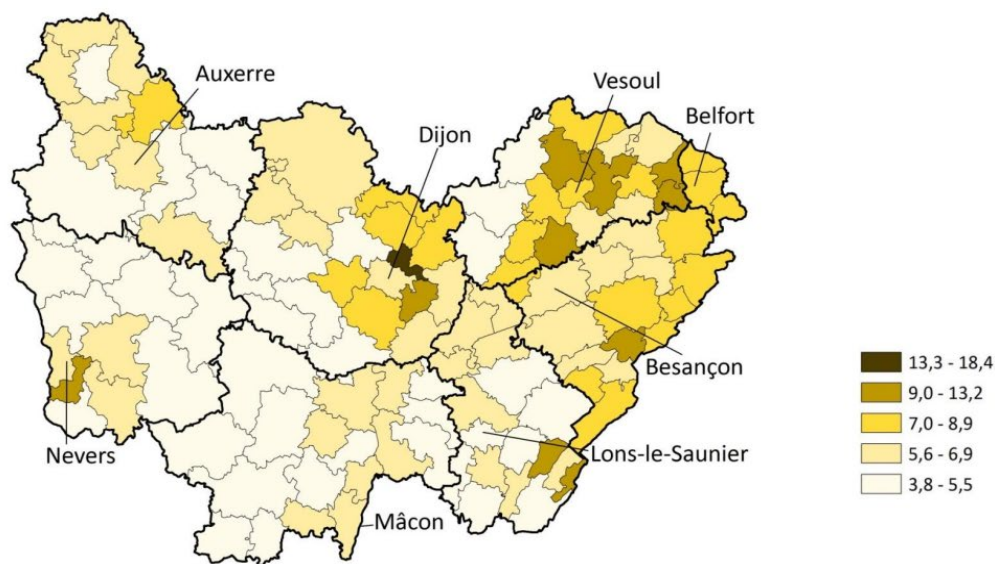 Auxerre
Vesoul
Belfort
Dijon
Besançon
Nevers
Lons-le-Saunier
Mâcon
13,3 - 18,4
9,0 - 13,2
7,0 - 8,9
5,6 - 6,9
3,8 - 5,5